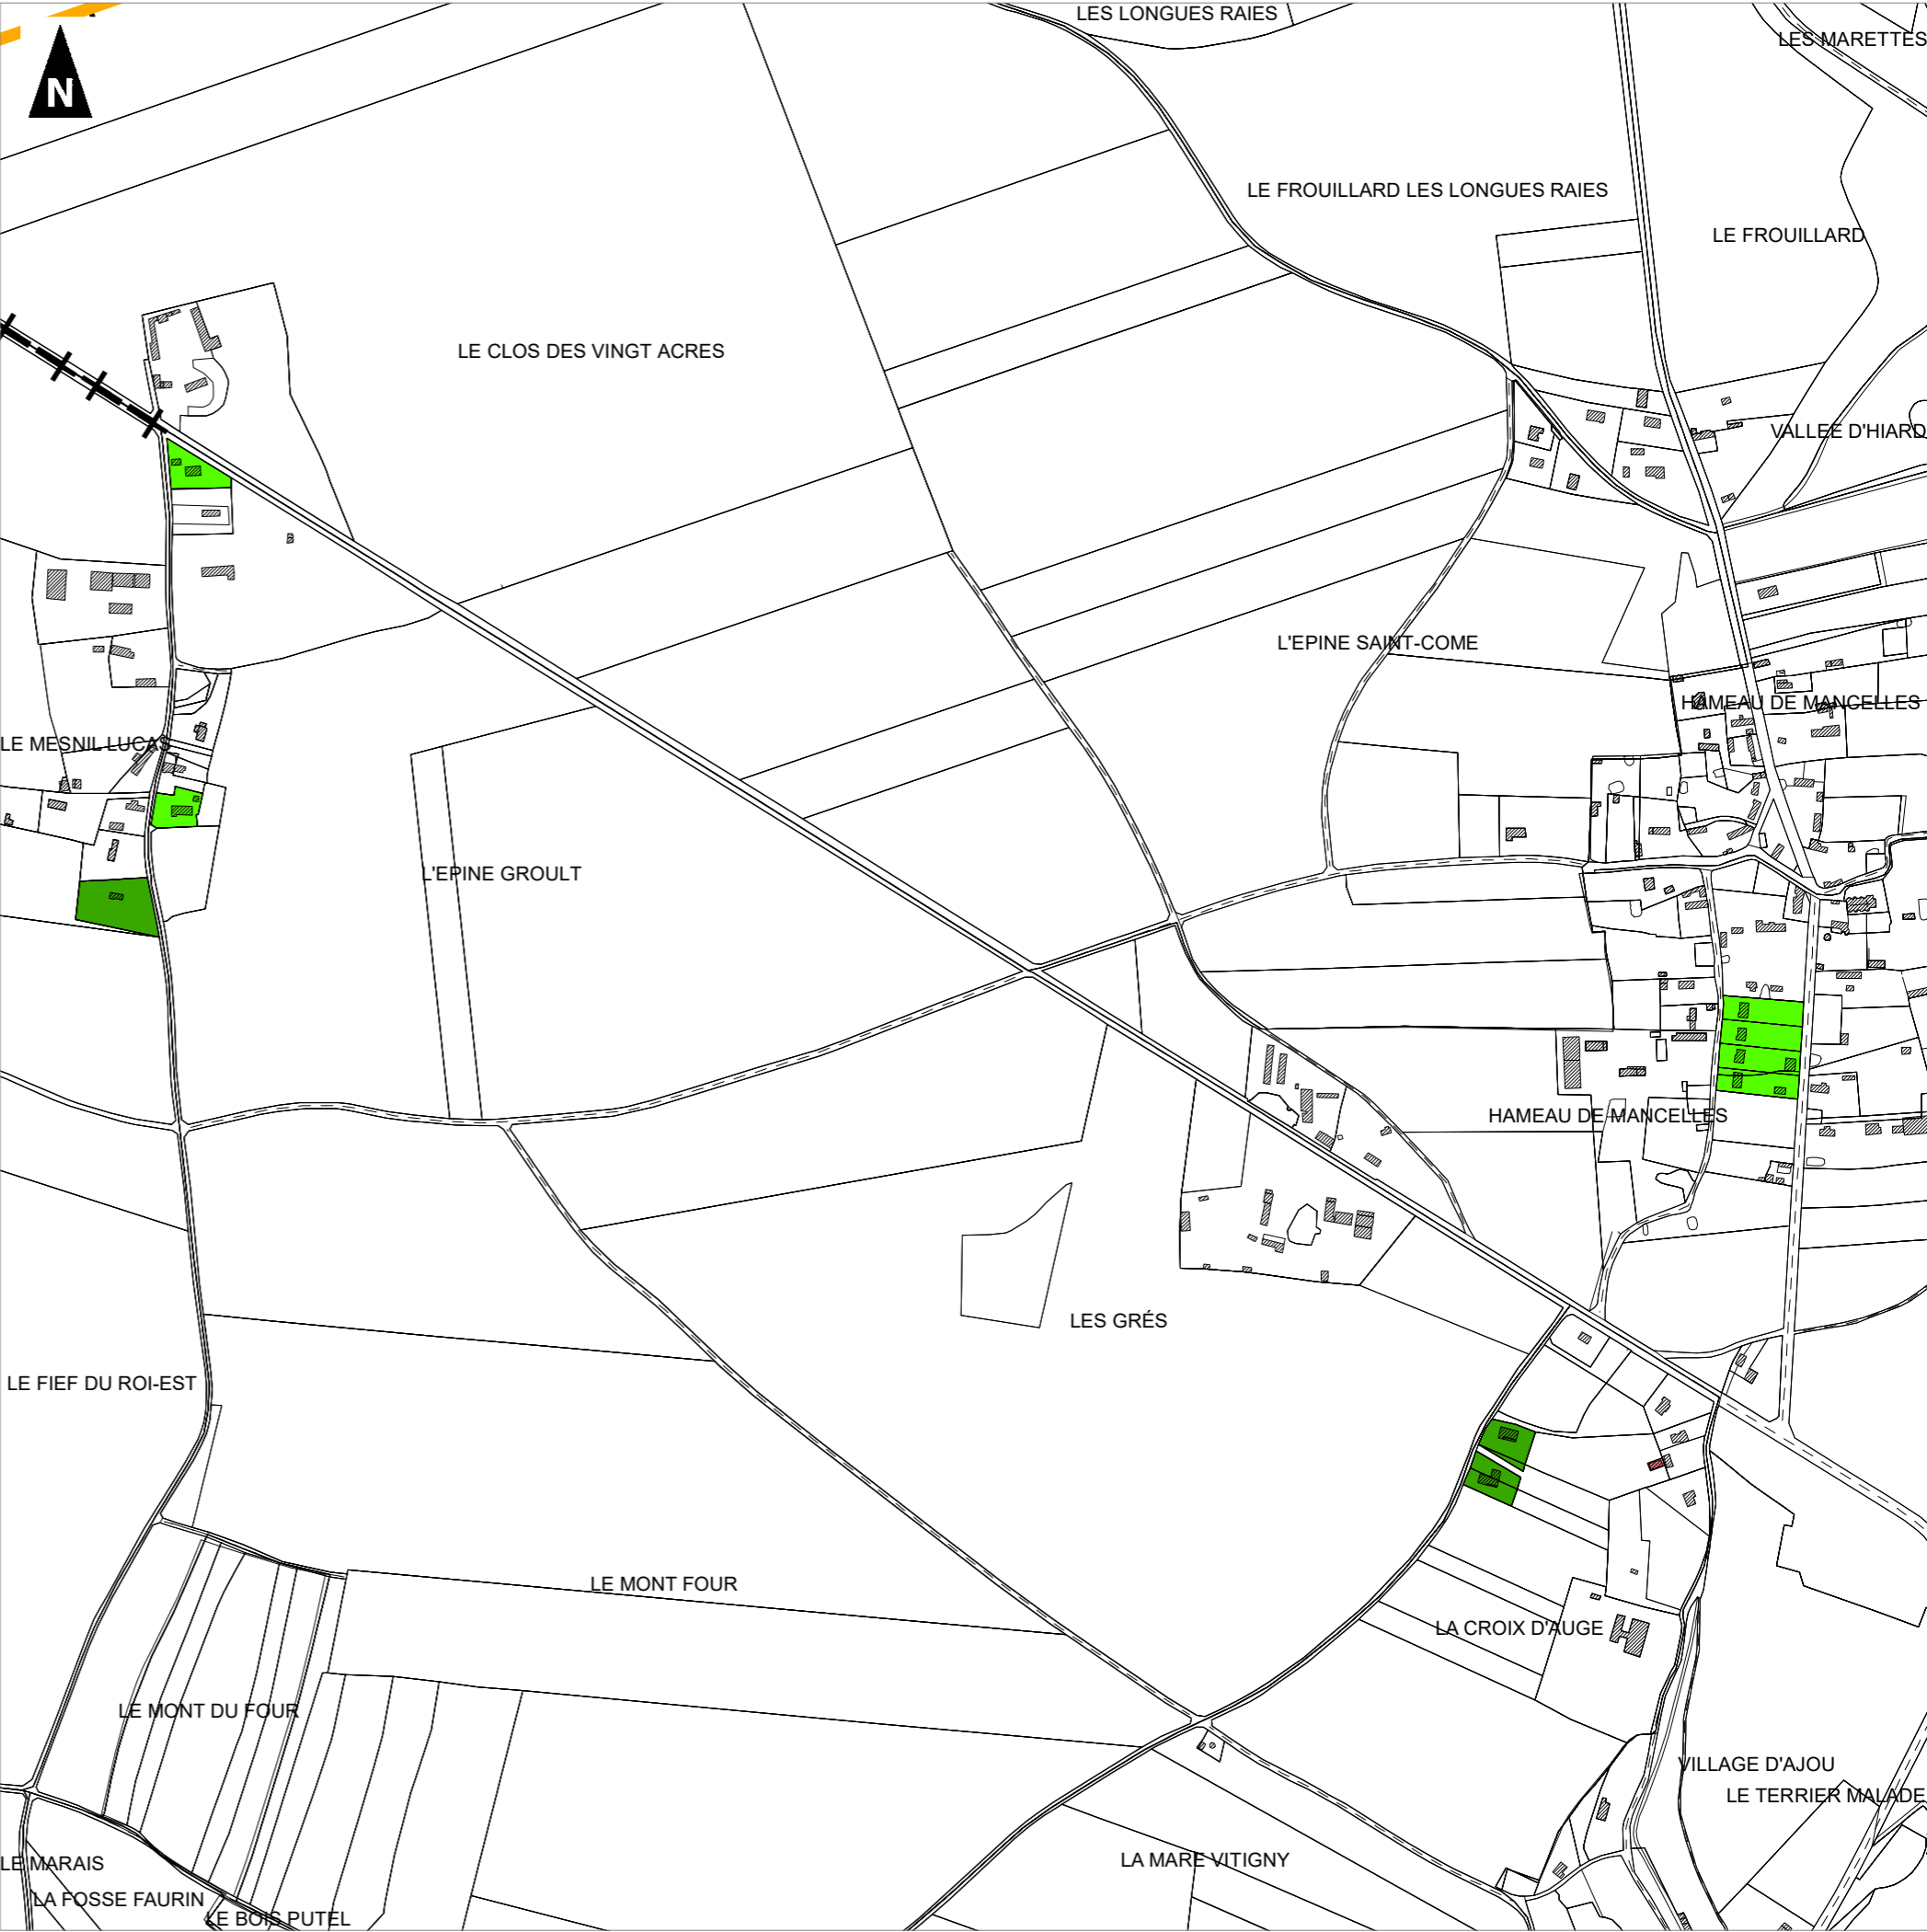 LES LONGUES RAIES
LES MARETTES
N
LE FROUILLARD LES LONGUES RAIES
LE FROUILLARD
LE CLOS DES VINGT ACRES
VALLEE D'HIARD
L'EPINE SAINT-COME
HAMEAU DE MANCELLES
LE MESNIL LUCAS
L'EPINE GROULT
HAMEAU DE MANCELLES
LES GRÉS
LE FIEF DU ROI-EST
LE MONT FOUR
LA CROIX D'AUGE
LE MONT DU FOUR
VILLAGE D'AJOU
LE TERRIER MALADE
LE MARAIS
LA MARE VITIGNY
LA FOSSE FAURIN
LE BOIS PUTEL